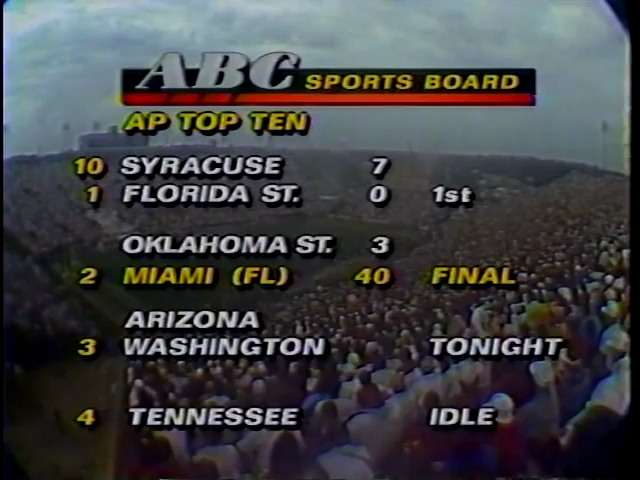 ABC SPORTS BOARD
AP TOP TEN
10 SYRACUSE 7
1 FLORIDA ST. 0 1st
OKLAHOMA ST. 3
2 MIAMI (FL) 40 FINAL
ARIZONA
3 WASHINGTON TONIGHT
4 TENNESSEE IDLE